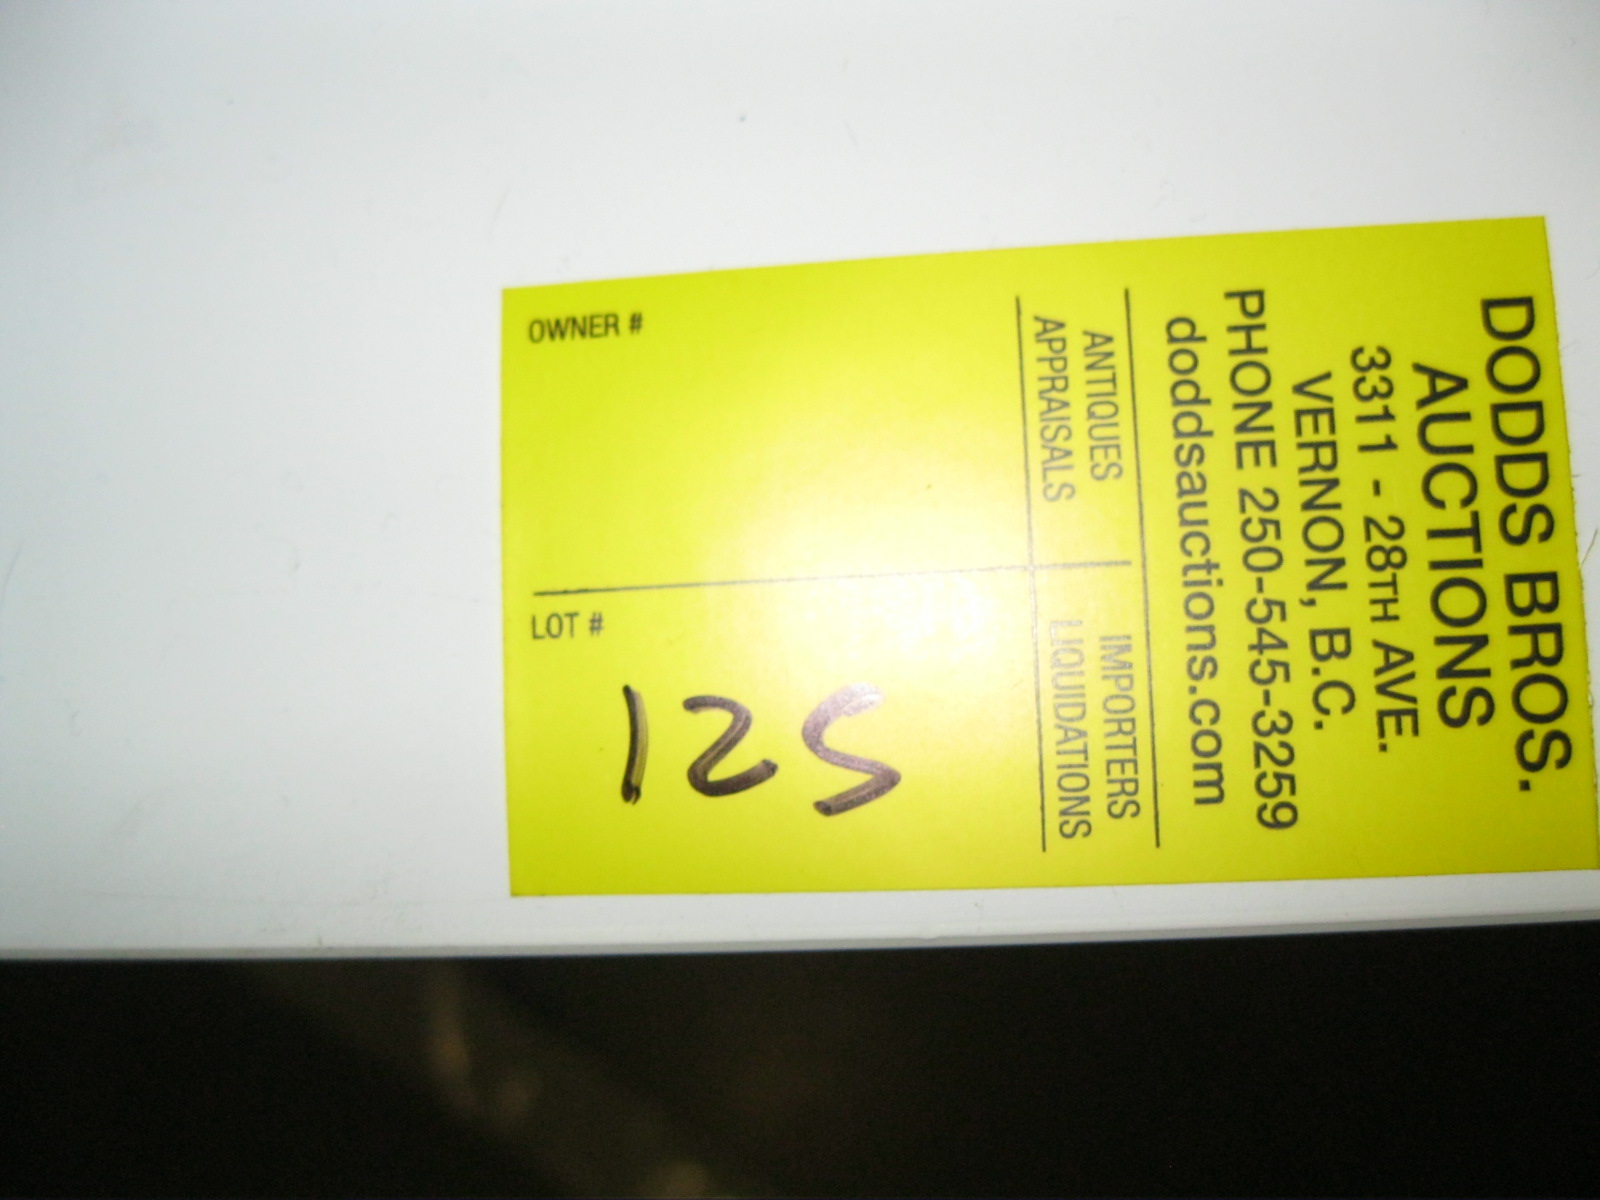 DODDS BROS.
AUCTIONS
3311 - 28TH AVE.
VERNON, B.C.
PHONE 250-545-3259
doddsauctions.com
ANTIQUES IMPORTERS
APPRAISALS LIQUIDATIONS
OWNER #
LOT #
125